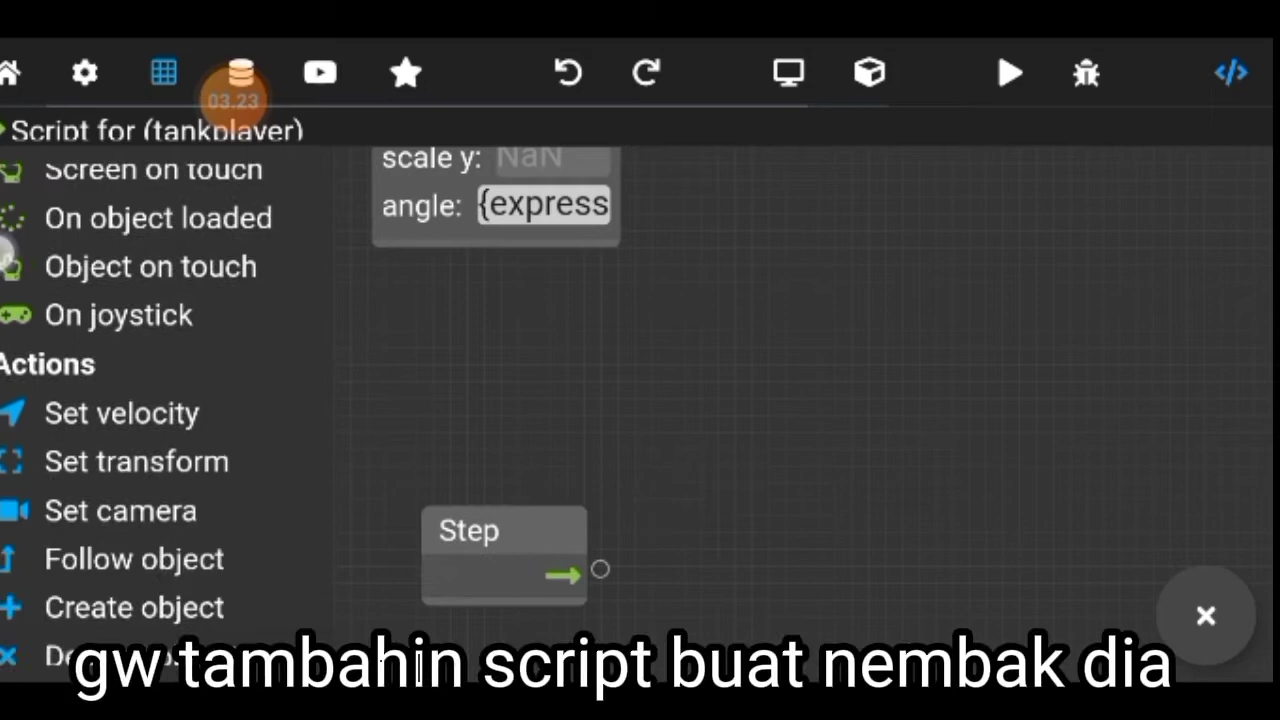 03.23
Script for (tankplayer)
scale y: NaN
Screen on touch
angle: {express
On object loaded
Object on touch
On joystick
Actions
Set velocity
Set transform
Set camera
Step
Follow object
Create object
gw tambahin script buat nembak dia